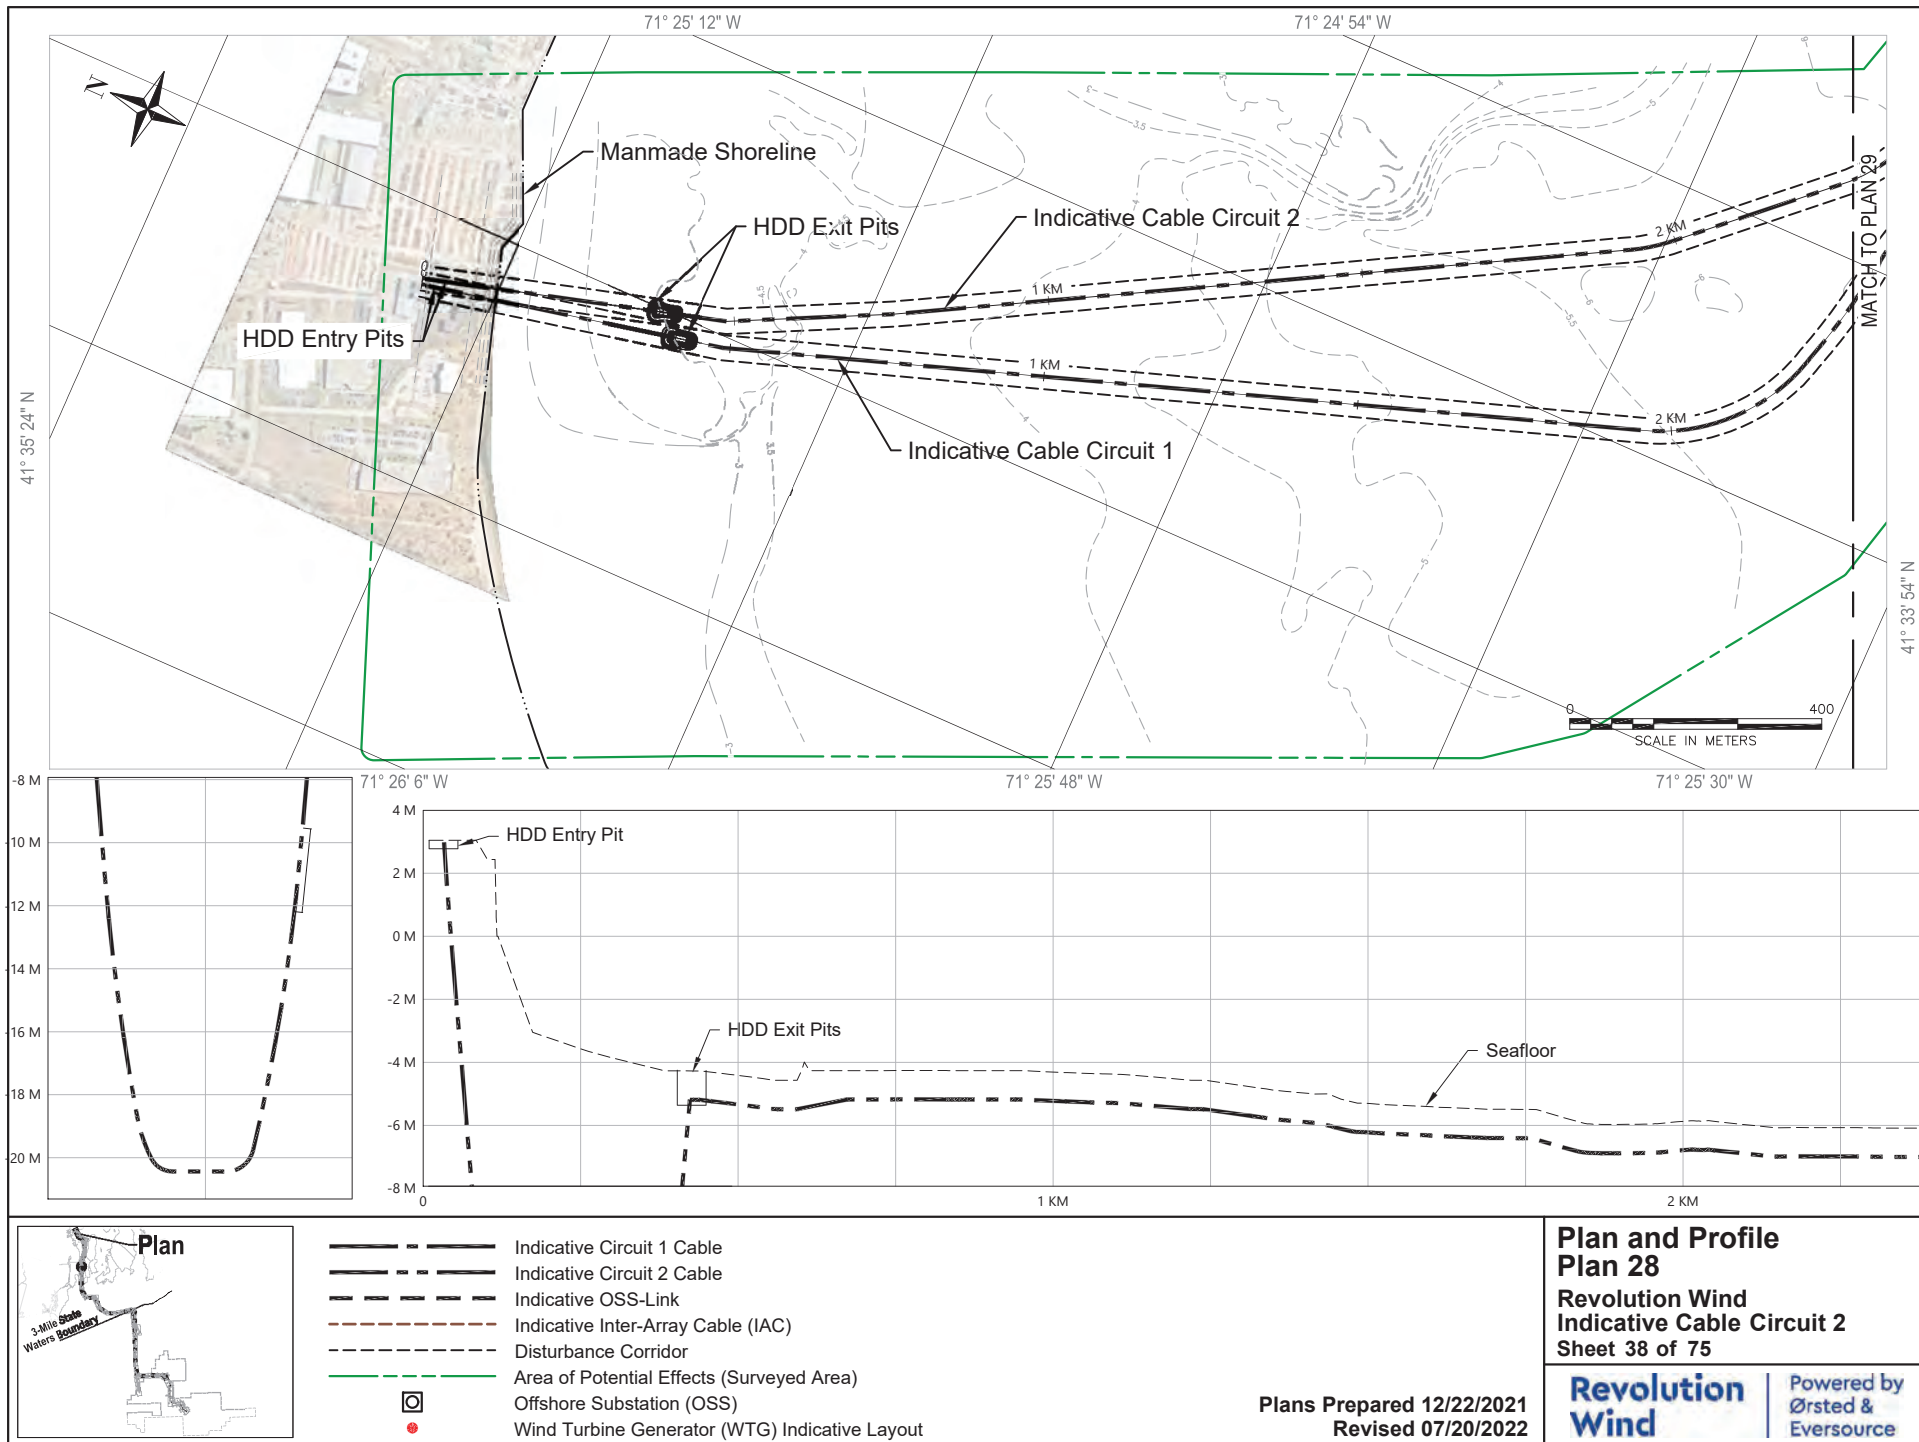 71° 25' 12" W
71° 24' 54" W
N
Manmade Shoreline
HDD Exit Pits
Indicative Cable Circuit 2
HDD Entry Pits
Indicative Cable Circuit 1
0
1 KM
2 KM
1 KM
2 KM
MATCH TO PLAN 29
41° 35' 24" N
41° 33' 54" N
0
400
SCALE IN METERS
71° 26' 6" W
71° 25' 48" W
71° 25' 30" W
-8 M
-10 M
-12 M
-14 M
-16 M
-18 M
-20 M
4 M
2 M
0 M
-2 M
-4 M
-6 M
-8 M
HDD Entry Pit
HDD Exit Pits
Seafloor
0
1 KM
2 KM
Plan
3-Mile State
Waters Boundary
Indicative Circuit 1 Cable
Indicative Circuit 2 Cable
Indicative OSS-Link
Indicative Inter-Array Cable (IAC)
Disturbance Corridor
Area of Potential Effects (Surveyed Area)
Offshore Substation (OSS)
Wind Turbine Generator (WTG) Indicative Layout
Plans Prepared 12/22/2021
Revised 07/20/2022
Plan and Profile
Plan 28
Revolution Wind
Indicative Cable Circuit 2
Sheet 38 of 75
Revolution
Wind
Powered by
Ørsted &
Eversource